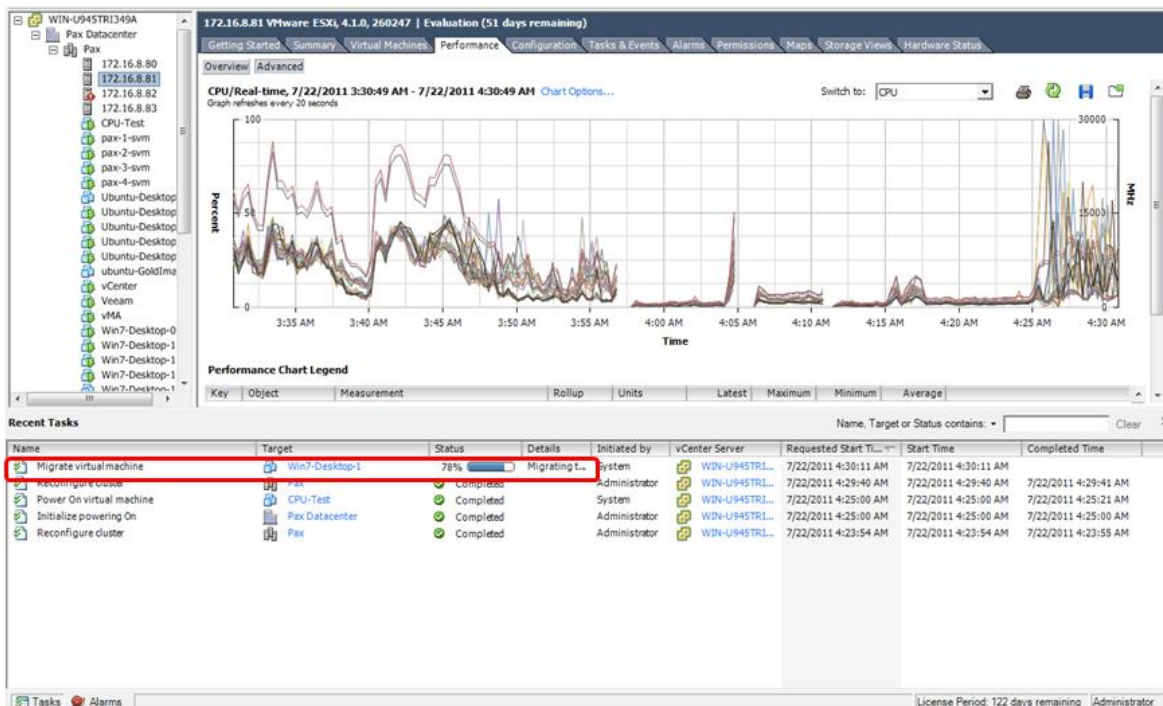 WIN-U945TRI349A
Pax Datacenter
Pax
172.16.8.80
172.16.8.81
172.16.8.82
172.16.8.83
CPU-Test
pax-1-svm
pax-2-svm
pax-3-svm
pax-4-svm
Ubuntu-Desktop
Ubuntu-Desktop
Ubuntu-Desktop
Ubuntu-Desktop
Ubuntu-Desktop
ubuntu-GoldIma
vCenter
Veeam
vMA
Win7-Desktop-0
Win7-Desktop-1
Win7-Desktop-1
Win7-Desktop-1
Win7-Desktop-1
172.16.8.81 VMware ESXi, 4.1.0, 260247 | Evaluation (51 days remaining)
Getting Started Summary Virtual Machines Performance Configuration Tasks & Events Alarms Permissions Maps Storage Views Hardware Status
Overview Advanced
CPU/Real-time, 7/22/2011 3:30:49 AM - 7/22/2011 4:30:49 AM Chart Options... Switch to: CPU
Graph refreshes every 20 seconds
100 30000
Percent
50 15000
MHz
0 0
3:35 AM 3:40 AM 3:45 AM 3:50 AM 3:55 AM 4:00 AM 4:05 AM 4:10 AM 4:15 AM 4:20 AM 4:25 AM 4:30 AM
Time
Performance Chart Legend
Key Object Measurement Rollup Units Latest Maximum Minimum Average
Recent Tasks Name, Target or Status contains: Clear
Name Target Status Details Initiated by vCenter Server Requested Start Ti... Start Time Completed Time
Migrate virtual machine Win7-Desktop-1 78% Migrating t... System WIN-U945TRI... 7/22/2011 4:30:11 AM 7/22/2011 4:30:11 AM
Reconfigure cluster Pax Completed Administrator WIN-U945TRI... 7/22/2011 4:29:40 AM 7/22/2011 4:29:40 AM 7/22/2011 4:29:41 AM
Power On virtual machine CPU-Test Completed System WIN-U945TRI... 7/22/2011 4:25:00 AM 7/22/2011 4:25:00 AM 7/22/2011 4:25:21 AM
Initialize powering On Pax Datacenter Completed Administrator WIN-U945TRI... 7/22/2011 4:25:00 AM 7/22/2011 4:25:00 AM 7/22/2011 4:25:00 AM
Reconfigure cluster Pax Completed Administrator WIN-U945TRI... 7/22/2011 4:23:54 AM 7/22/2011 4:23:54 AM 7/22/2011 4:23:55 AM
Tasks Alarms License Period: 122 days remaining Administrator